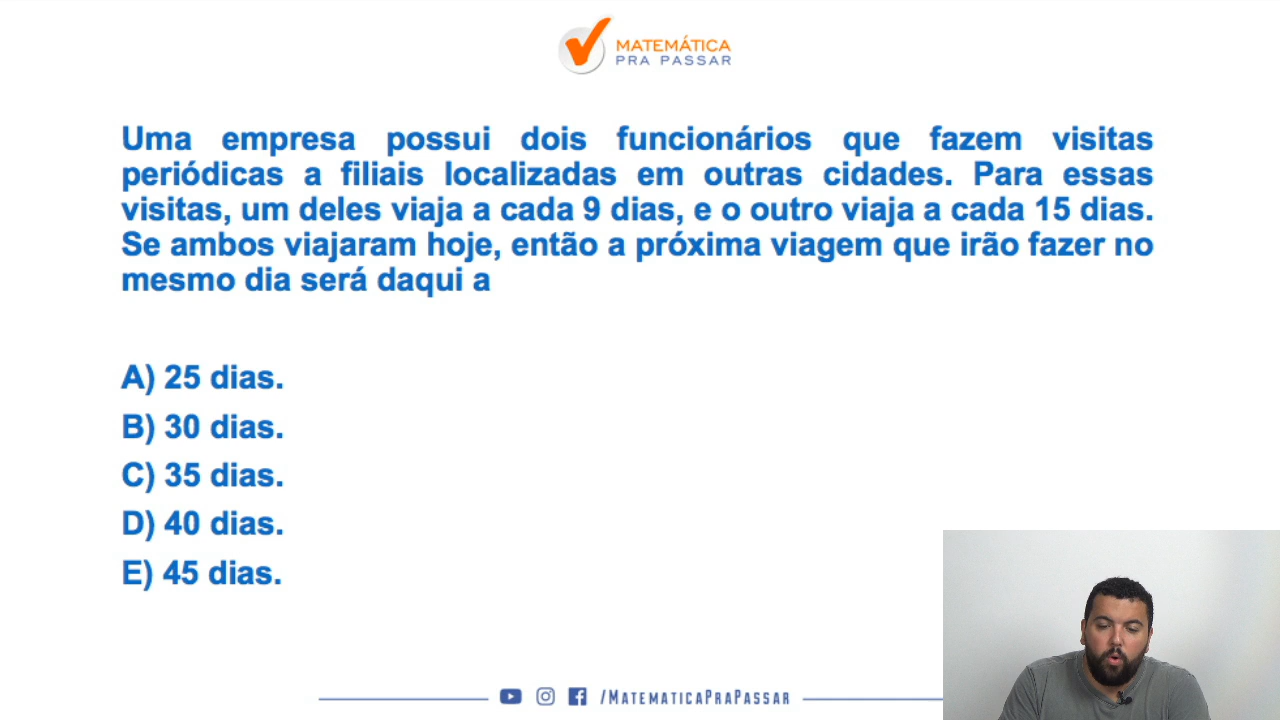 MATEMÁTICA
PRA PASSAR
Uma empresa possui dois funcionários que fazem visitas
periódicas a filiais localizadas em outras cidades. Para essas
visitas, um deles viaja a cada 9 dias, e o outro viaja a cada 15 dias.
Se ambos viajaram hoje, então a próxima viagem que irão fazer no
mesmo dia será daqui a
A) 25 dias.
B) 30 dias.
C) 35 dias.
D) 40 dias.
E) 45 dias.
/MATEMATICAPRAPASSAR